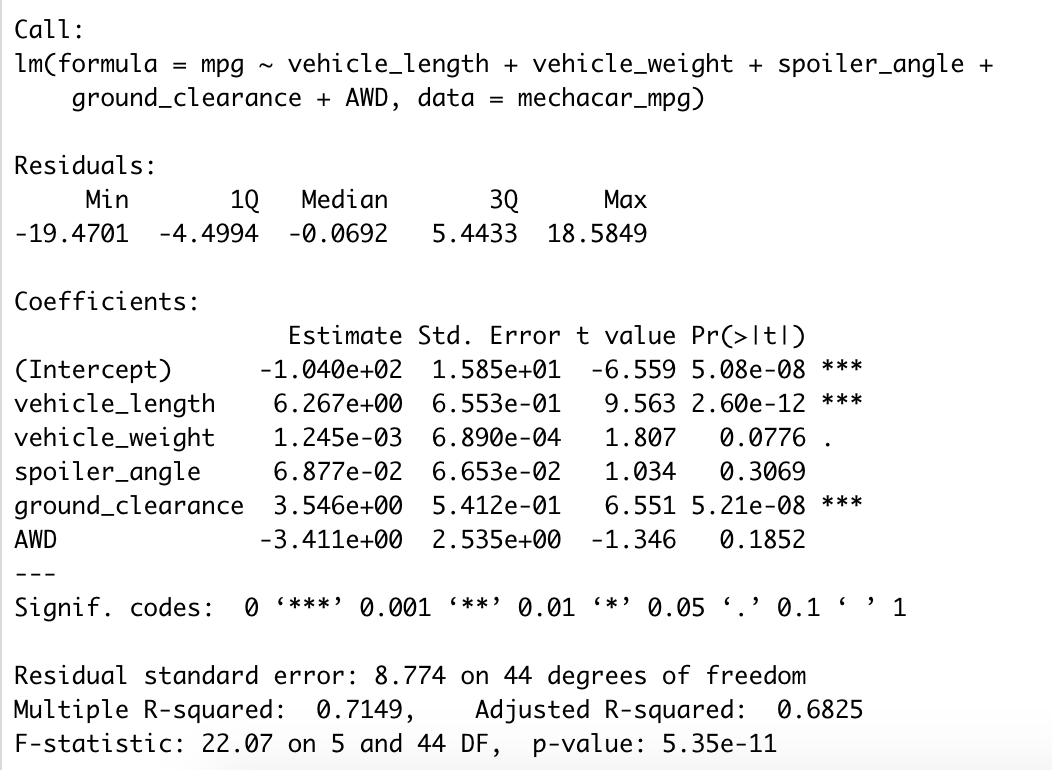 Call:
lm(formula = mpg ~ vehicle_length + vehicle_weight + spoiler_angle +
    ground_clearance + AWD, data = mechacar_mpg)

Residuals:
     Min       1Q   Median       3Q      Max
-19.4701  -4.4994  -0.0692   5.4433  18.5849

Coefficients:
                   Estimate Std. Error t value Pr(>|t|)
(Intercept)      -1.040e+02  1.585e+01  -6.559 5.08e-08 ***
vehicle_length    6.267e+00  6.553e-01   9.563 2.60e-12 ***
vehicle_weight    1.245e-03  6.890e-04   1.807   0.0776 .
spoiler_angle     6.877e-02  6.653e-02   1.034   0.3069
ground_clearance  3.546e+00  5.412e-01   6.551 5.21e-08 ***
AWD              -3.411e+00  2.535e+00  -1.346   0.1852
---
Signif. codes:  0 ‘***’ 0.001 ‘**’ 0.01 ‘*’ 0.05 ‘.’ 0.1 ‘ ’ 1

Residual standard error: 8.774 on 44 degrees of freedom
Multiple R-squared:  0.7149,    Adjusted R-squared:  0.6825
F-statistic: 22.07 on 5 and 44 DF,  p-value: 5.35e-11